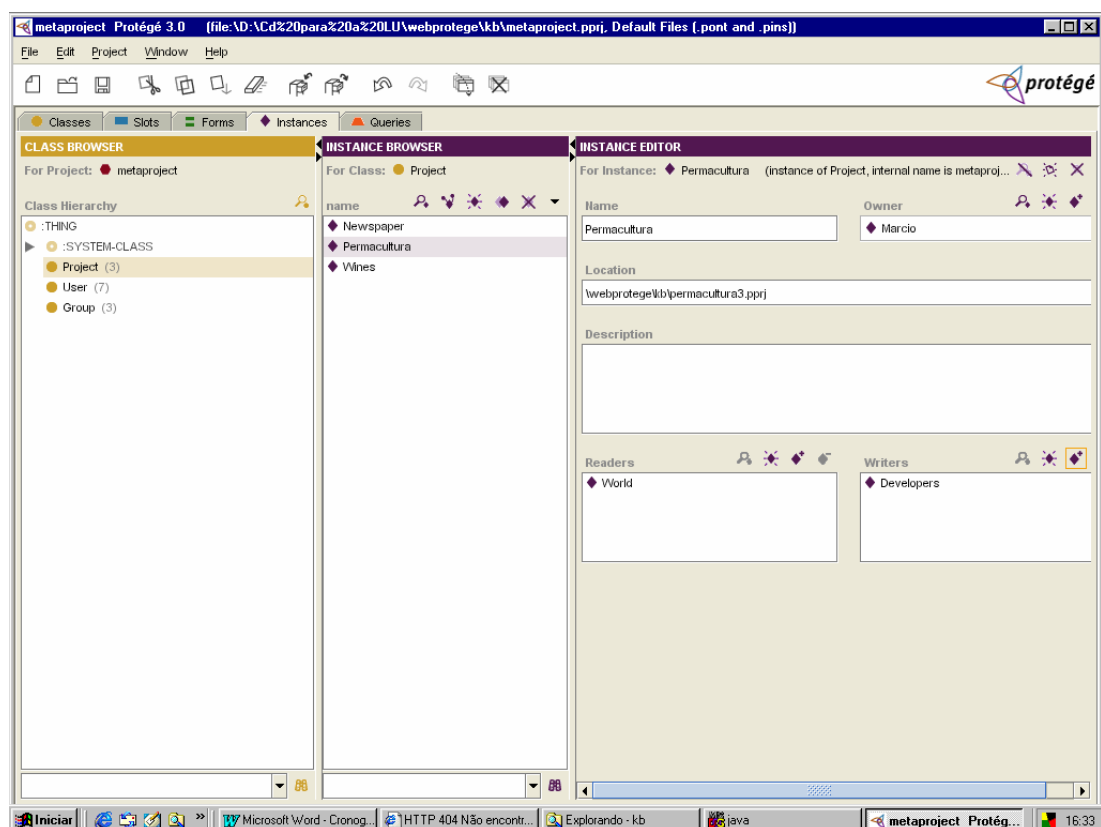 metaproject Protégé 3.0 (file:\D:\Cd%20para%20a%20LU\webprotege\kb\metaproject.pprj, Default Files (.pont and .pins))
File Edit Project Window Help
protégé
Classes Slots Forms Instances Queries
CLASS BROWSER
For Project: metaproject
Class Hierarchy
:THING
:SYSTEM-CLASS
Project (3)
User (7)
Group (3)
INSTANCE BROWSER
For Class: Project
name
Newspaper
Permacultura
Wines
INSTANCE EDITOR
For Instance: Permacultura (instance of Project, internal name is metaproj...
Name
Permacultura
Owner
Marcio
Location
\webprotege\kb\permacultura3.pprj
Description
Readers
World
Writers
Developers
Iniciar » Microsoft Word - Cronog... HTTP 404 Não encontr... Explorando - kb java metaproject Protég... 16:33